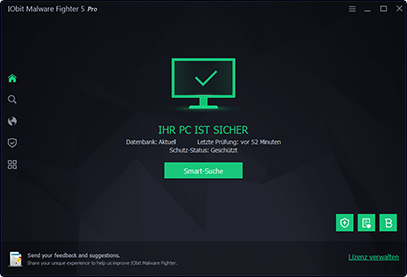 IObit Malware Fighter 5 Pro
IHR PC IST SICHER
Datenbank: Aktuell Letzte Prüfung: vor 52 Minuten
Schutz-Status: Geschützt
Smart-Suche
Send your feedback and suggestions.
Share your unique experience to help us improve IObit Malware Fighter.
Lizenz verwalten